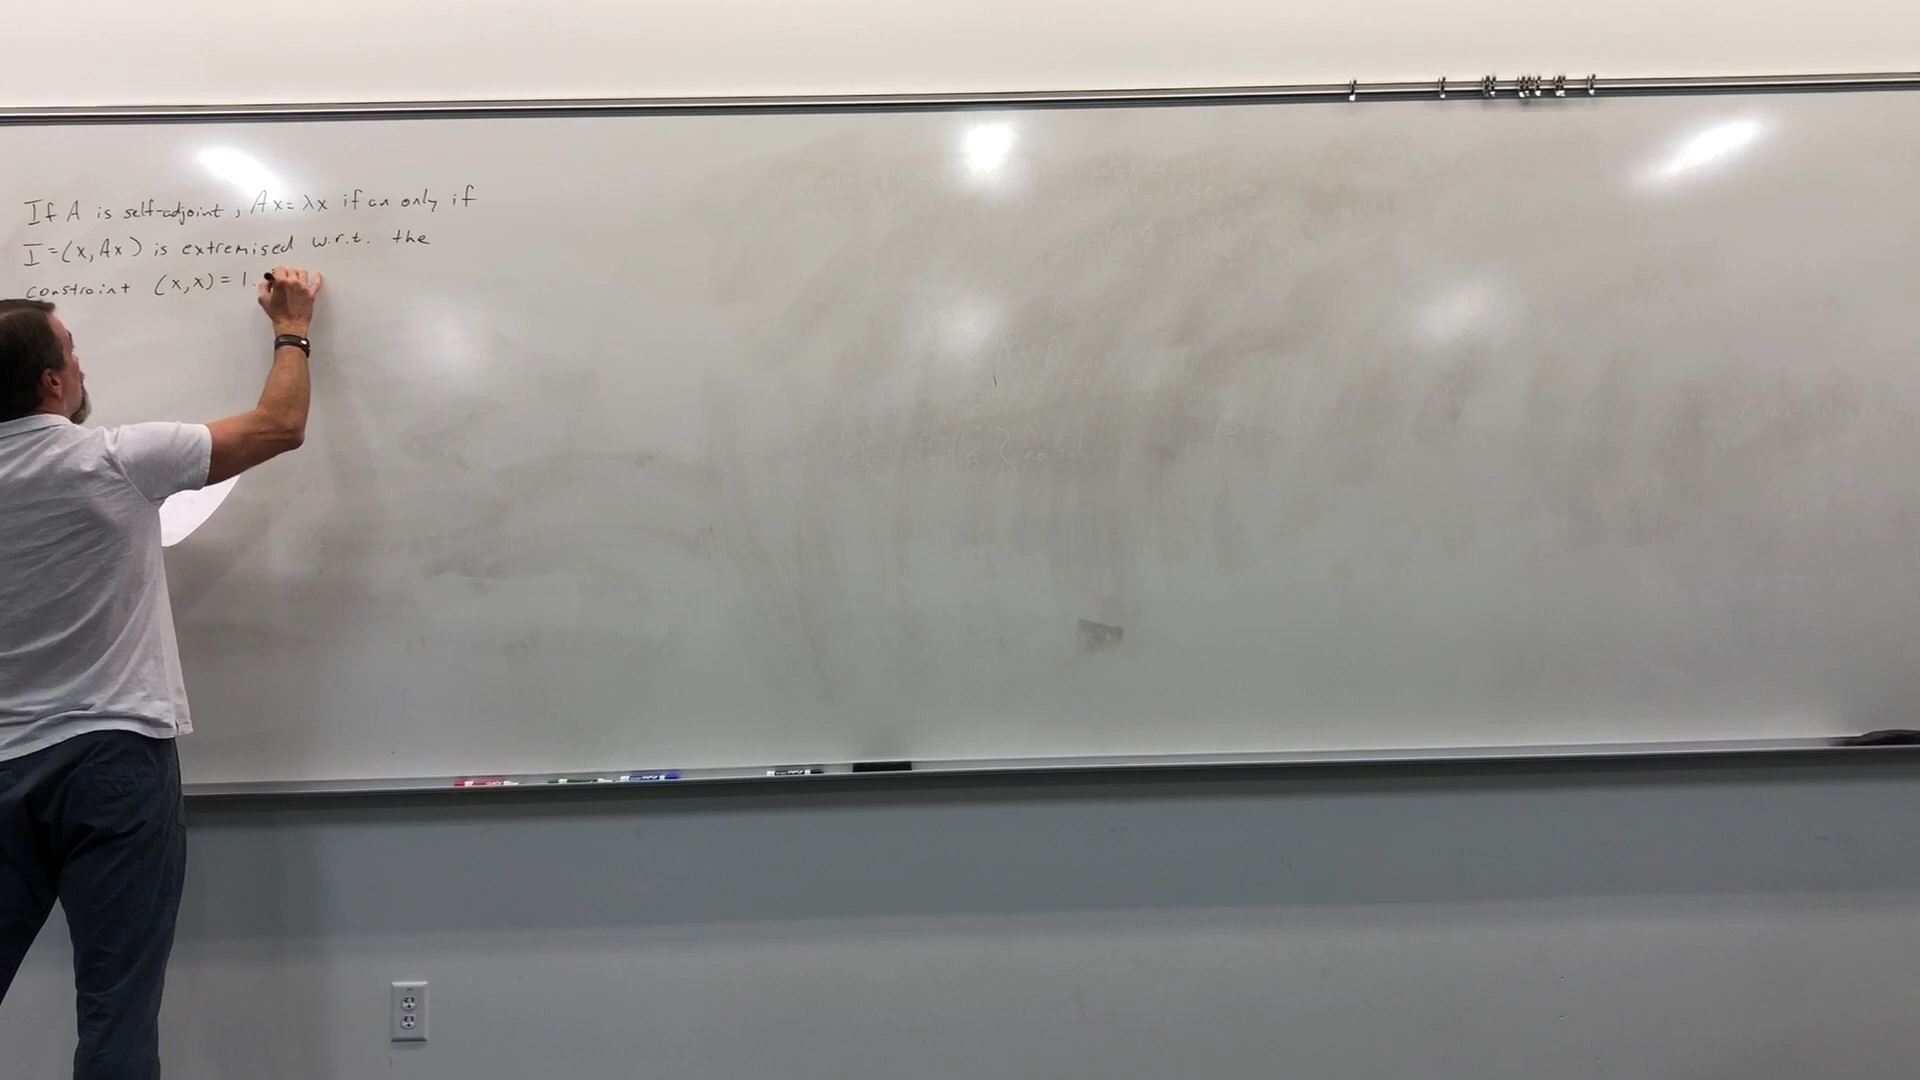 If A is self-adjoint, Ax = λx if an only if
I = (x, Ax) is extremised w.r.t. the
constraint (x,x) = 1.